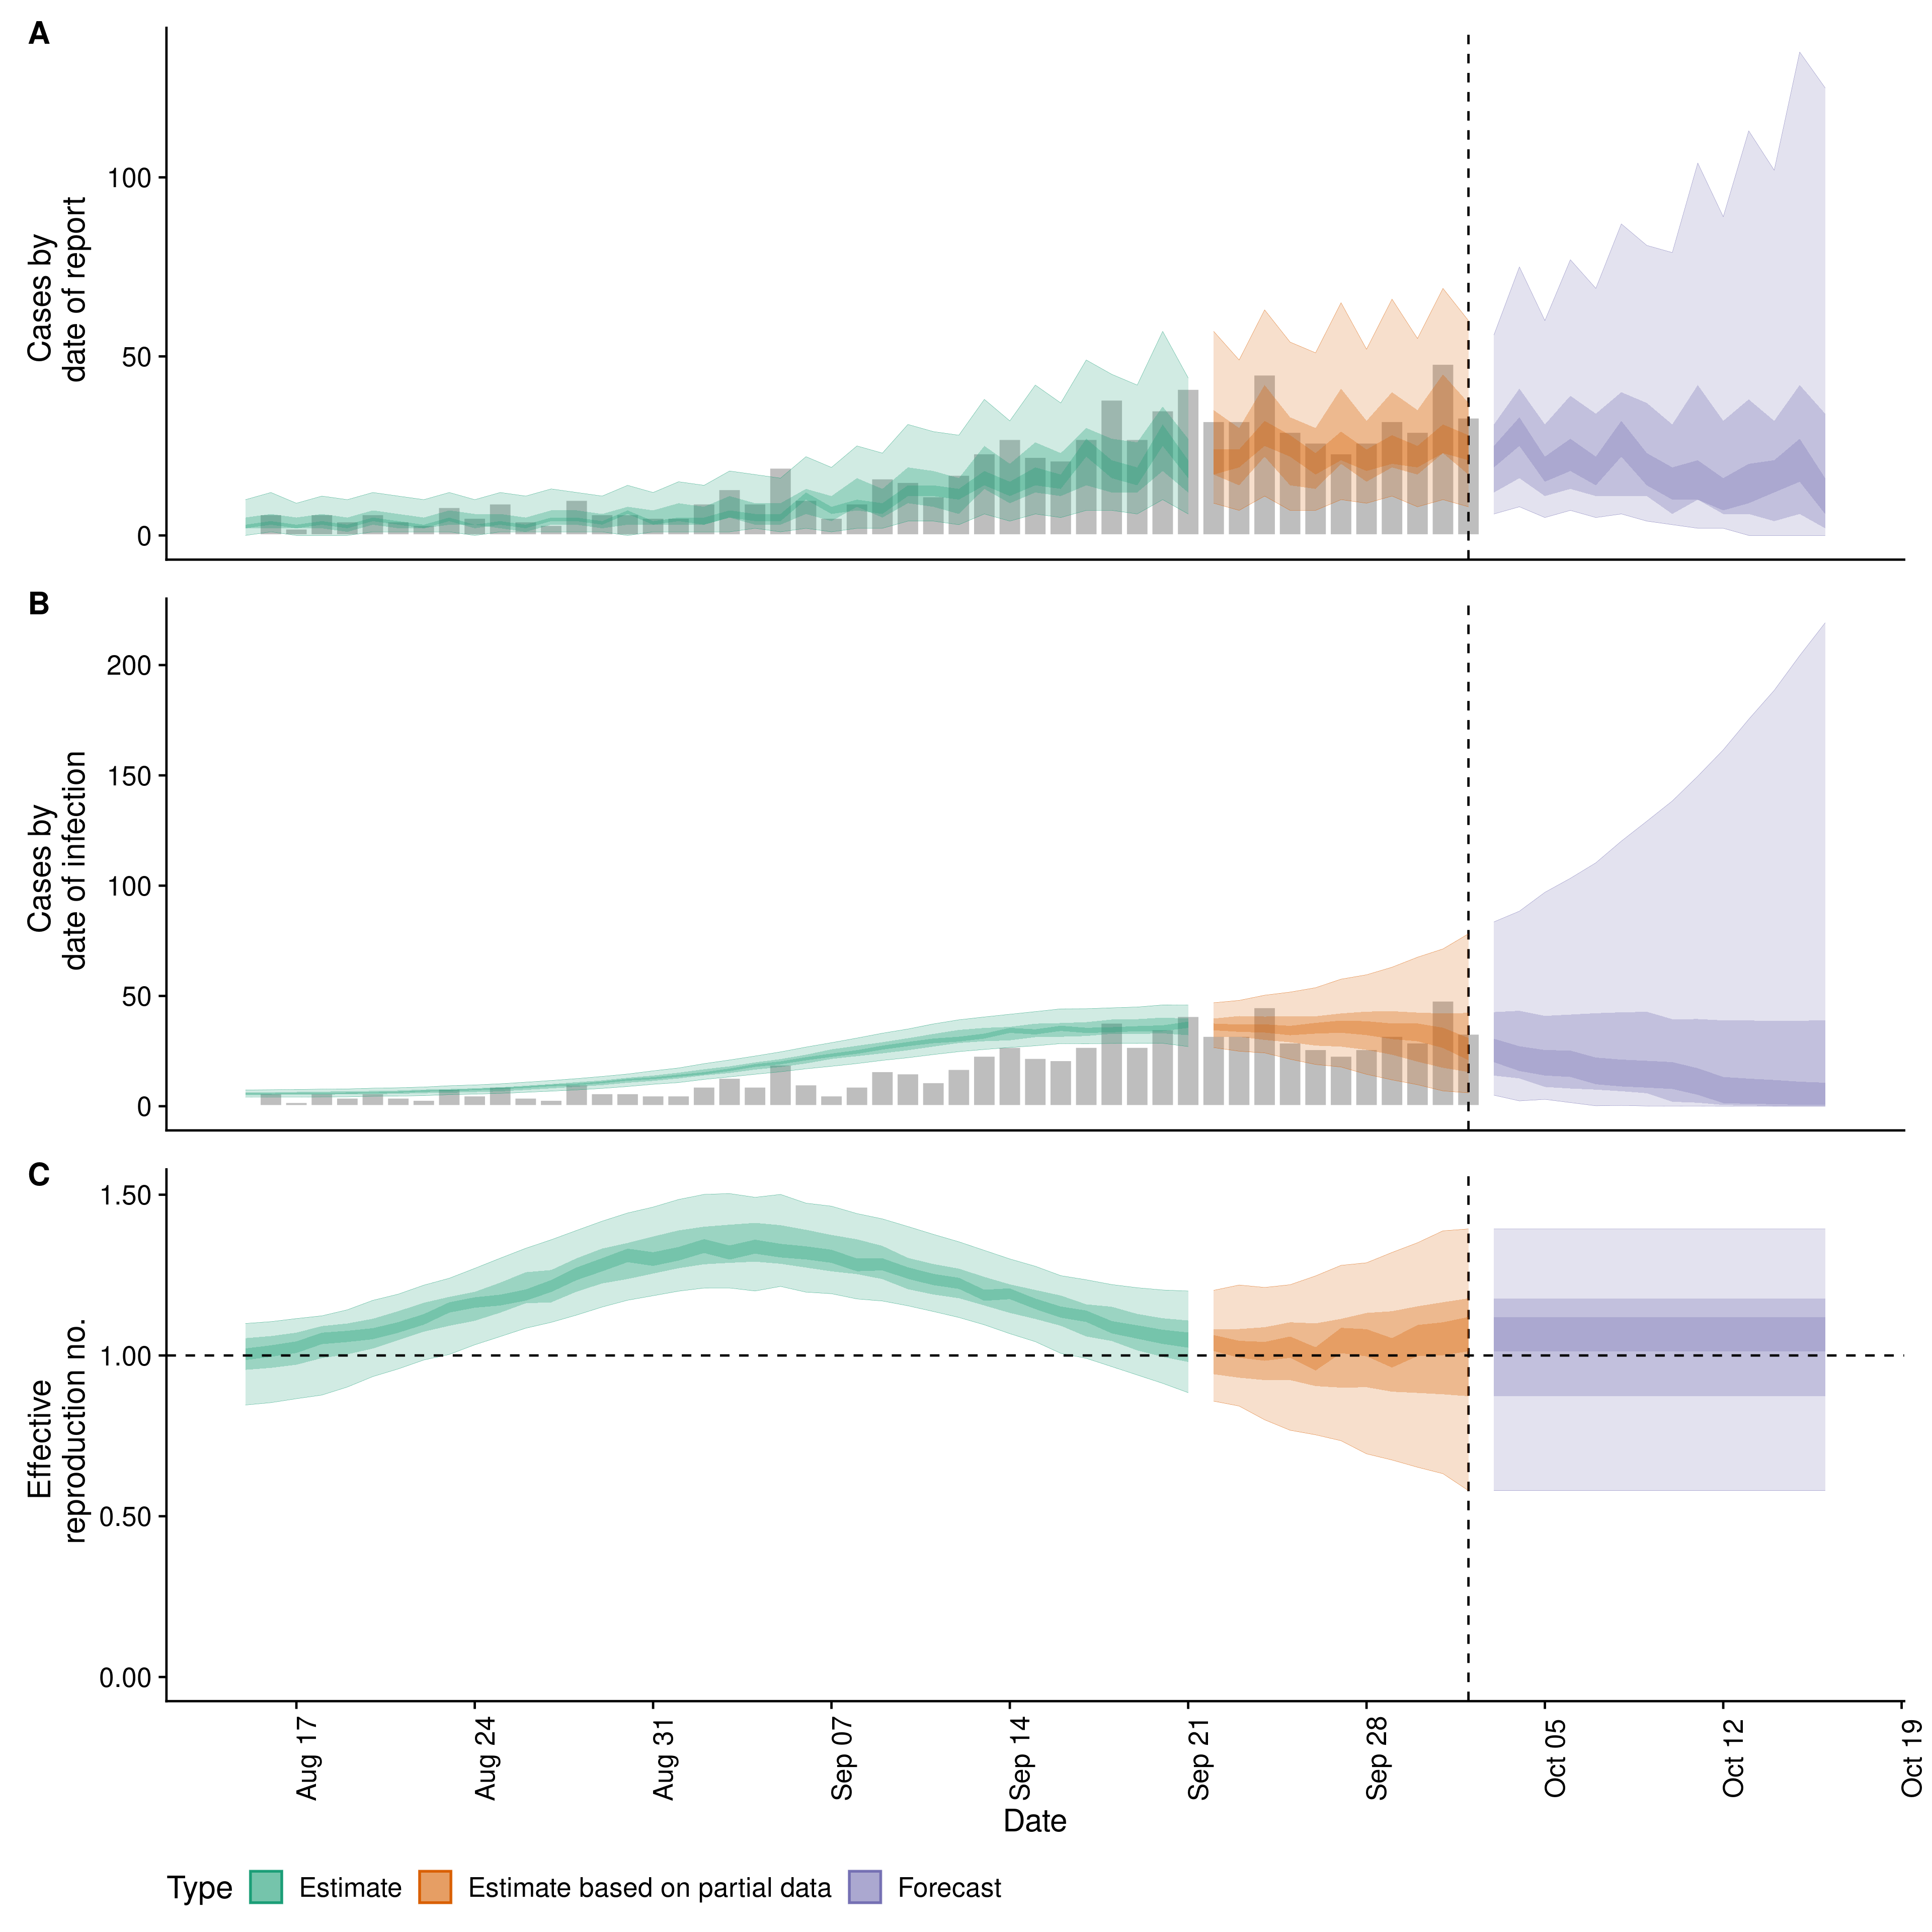 A
Cases by
date of report
100
50
0
B
Cases by
date of infection
200
150
100
50
0
C
Effective
reproduction no.
1.50
1.00
0.50
0.00
Aug 17
Aug 24
Aug 31
Sep 07
Sep 14
Sep 21
Sep 28
Oct 05
Oct 12
Oct 19
Date
Type Estimate Estimate based on partial data Forecast